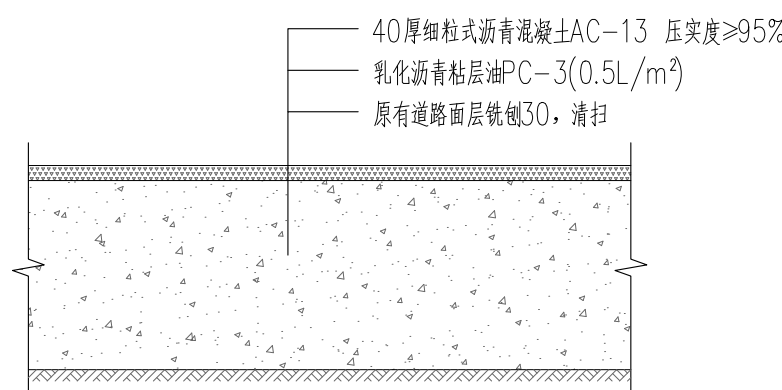 40厚细粒式沥青混凝土AC-13 压实度≥95%
乳化沥青粘层油PC-3(0.5L/m²)
原有道路面层铣刨30，清扫